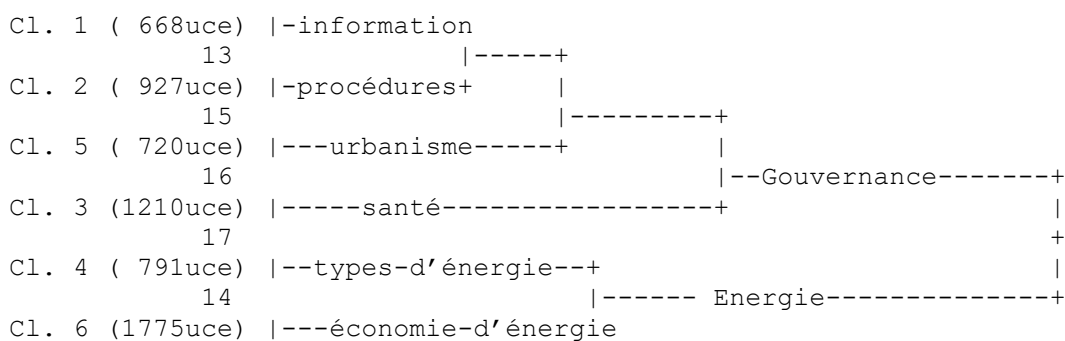 Cl. 1 ( 668uce) |-information
13 |-----+
Cl. 2 ( 927uce) |-procédures+ |
15 |---------+
Cl. 5 ( 720uce) |---urbanisme-----+ |
16 |--Gouvernance-------+
Cl. 3 (1210uce) |-----santé-----------------+ |
17 +
Cl. 4 ( 791uce) |--types-d’énergie--+ |
14 |------ Energie--------------+
Cl. 6 (1775uce) |---économie-d’énergie